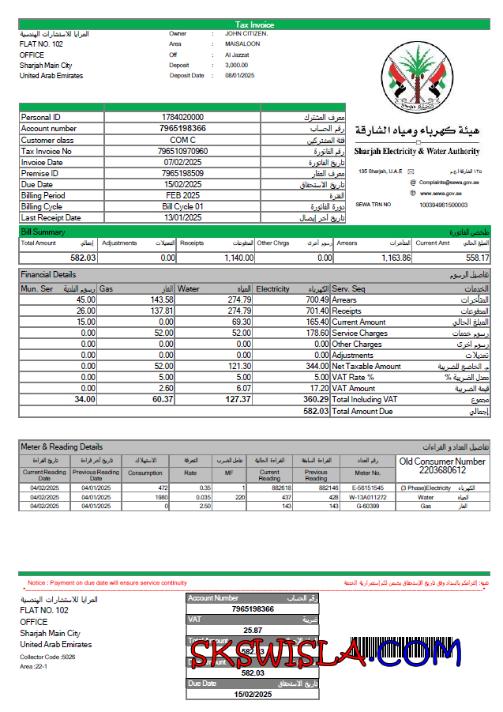 Tax Invoice
المرايا للاستشارات الهندسية
FLAT NO. 102
OFFICE
Sharjah Main City
United Arab Emirates
Owner : JOHN CITIZEN.
Area : MAISALOON
Off : Al Jazzat
Deposit : 3,000.00
Deposit Date : 08/01/2025
Personal ID 1784020000 معرف المشترك
Account number 7965198366 رقم الحساب
Customer class COM C فئة المشتركين
Tax Invoice No 796510970960 رقم الفاتورة
Invoice Date 07/02/2025 تاريخ الفاتورة
Premise ID 7965198509 معرف العقار
Due Date 15/02/2025 تاريخ الاستحقاق
Billing Period FEB 2025 الفترة
Billing Cycle Bill Cycle 01 دورة الفاتورة
Last Receipt Date 13/01/2025 تاريخ آخر إيصال
هيئة كهرباء ومياه الشارقة
Sharjah Electricity & Water Authority
135 Sharjah, U.A.E
@ Complaints@sewa.gov.ae
www.sewa.gov.ae
SEWA TRN NO 100394961500003
Bill Summary ملخص الفاتورة
Total Amount إجمالي Adjustments التعديلات Receipts المدفوعات Other Chrgs رسوم أخرى Arrears المتأخرات Current Amt المبلغ الحالي
582.03 0.00 1,140.00 0.00 1,163.86 558.17
Financial Details تفاصيل الرسوم
Mun. Ser رسوم البلدية Gas الغاز Water المياه Electricity الكهرباء Serv. Seq الخدمات
45.00 143.58 274.79 700.49 Arrears المتأخرات
26.00 137.81 274.79 701.40 Receipts المدفوعات
15.00 0.00 69.30 165.40 Current Amount المبلغ الحالي
0.00 52.00 52.00 178.60 Service Charges رسوم خدمات
0.00 0.00 0.00 0.00 Other Charges رسوم أخرى
0.00 0.00 0.00 0.00 Adjustments تعديلات
0.00 52.00 121.30 344.00 Net Taxable Amount م. الخاضع للضريبة
0.00 5.00 5.00 5.00 VAT Rate % معدل الضريبة %
0.00 2.60 6.07 17.20 VAT Amount قيمة الضريبة
34.00 60.37 127.37 360.29 Total Including VAT مجموع
582.03 Total Amount Due إجمالي
Meter & Reading Details تفاصيل العداد و القراءات
تاريخ القراءة تاريخ آخر قراءة الاستهلاك التعرفة عامل الضرب القراءة الحالية القراءة السابقة رقم العداد
Current Reading Date Previous Reading Date Consumption Rate MF Current Reading Previous Reading Meter No.
Old Consumer Number
2203680612
04/02/2025 04/01/2025 472 0.35 1 882618 882146 E-56151545 (3 Phase)Electricity الكهرباء
04/02/2025 04/01/2025 1980 0.035 220 437 428 W-13A011272 Water المياه
04/02/2025 04/01/2025 0 2.50 143 143 G-60399 Gas الغاز
Notice : Payment on due date will ensure service continuity
المرايا للاستشارات الهندسية
FLAT NO. 102
OFFICE
Sharjah Main City
United Arab Emirates
Collector Code :5026
Area :22-1
Account Number رقم الحساب
7965198366
VAT ضريبة
25.87
582.03
582.03
Due Date تاريخ الاستحقاق
15/02/2025
SKSWISLA.COM